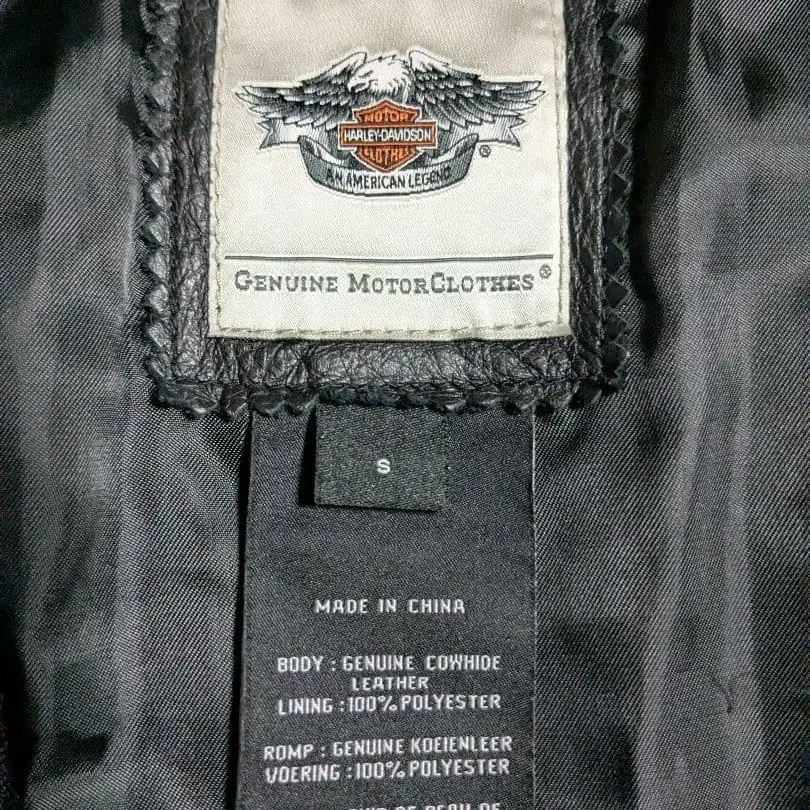 MOTOR
HARLEY-DAVIDSON
CLOTHES
®
AN AMERICAN LEGEND
GENUINE MOTORCLOTHES®
S
MADE IN CHINA
BODY : GENUINE COWHIDE
LEATHER
LINING :100% POLYESTER
ROMP : GENUINE KOEIENLEER
VOERING :100% POLYESTER